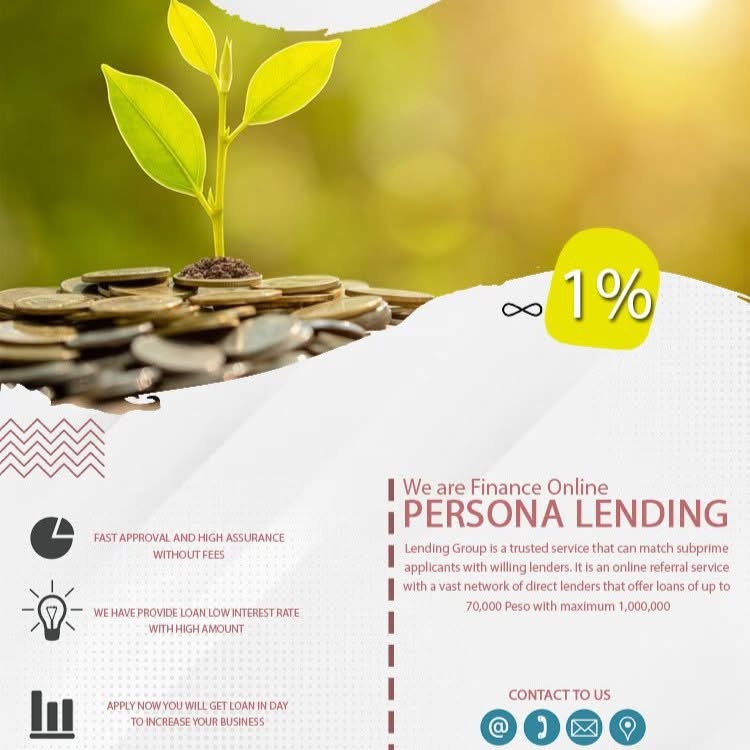 ∞ 1%
FAST APPROVAL AND HIGH ASSURANCE
WITHOUT FEES
WE HAVE PROVIDE LOAN LOW INTEREST RATE
WITH HIGH AMOUNT
APPLY NOW YOU WILL GET LOAN IN DAY
TO INCREASE YOUR BUSINESS
We are Finance Online
PERSONA LENDING
Lending Group is a trusted service that can match subprime
applicants with willing lenders. It is an online referral service
with a vast network of direct lenders that offer loans of up to
70,000 Peso with maximum 1,000,000
CONTACT TO US
@